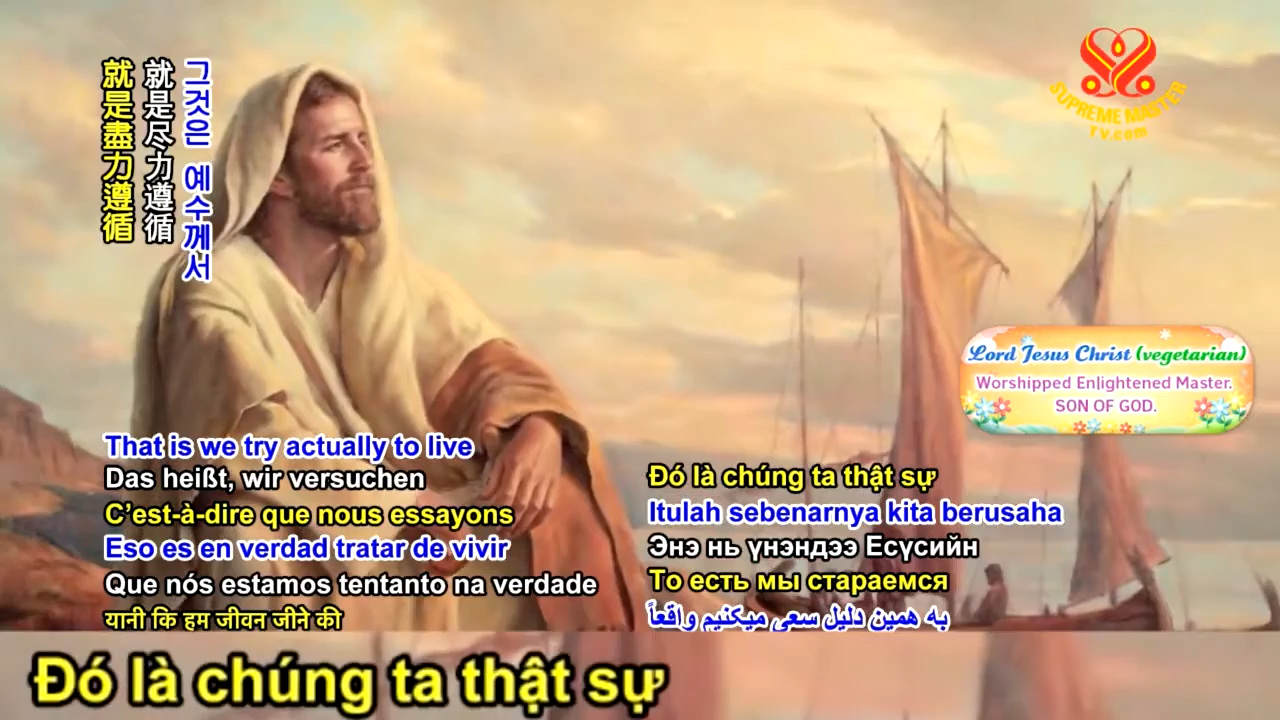 就是盡力遵循
就是尽力遵循
그것은 예수께서
SUPREME MASTER
TV.com
Lord Jesus Christ (vegetarian)
Worshipped Enlightened Master.
SON OF GOD.
That is we try actually to live
Das heißt, wir versuchen
C’est-à-dire que nous essayons
Eso es en verdad tratar de vivir
Que nós estamos tentanto na verdade
यानी कि हम जीवन जीने की
Đó là chúng ta thật sự
Itulah sebenarnya kita berusaha
Энэ нь үнэндээ Есүсийн
То есть мы стараемся
به همین دلیل سعی میکنیم واقعاً
Đó là chúng ta thật sự